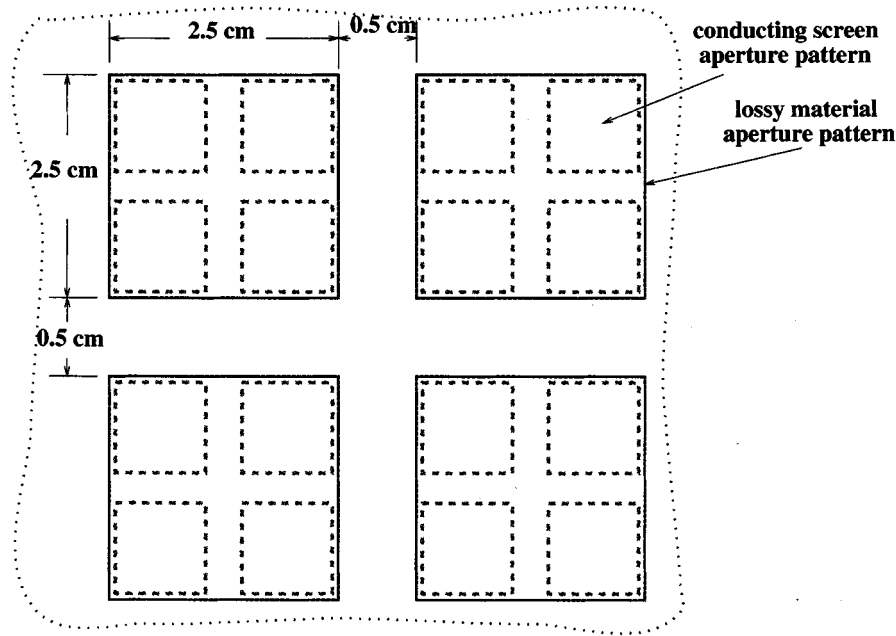 2.5 cm
0.5 cm
conducting screen
aperture pattern
lossy material
aperture pattern
2.5 cm
0.5 cm